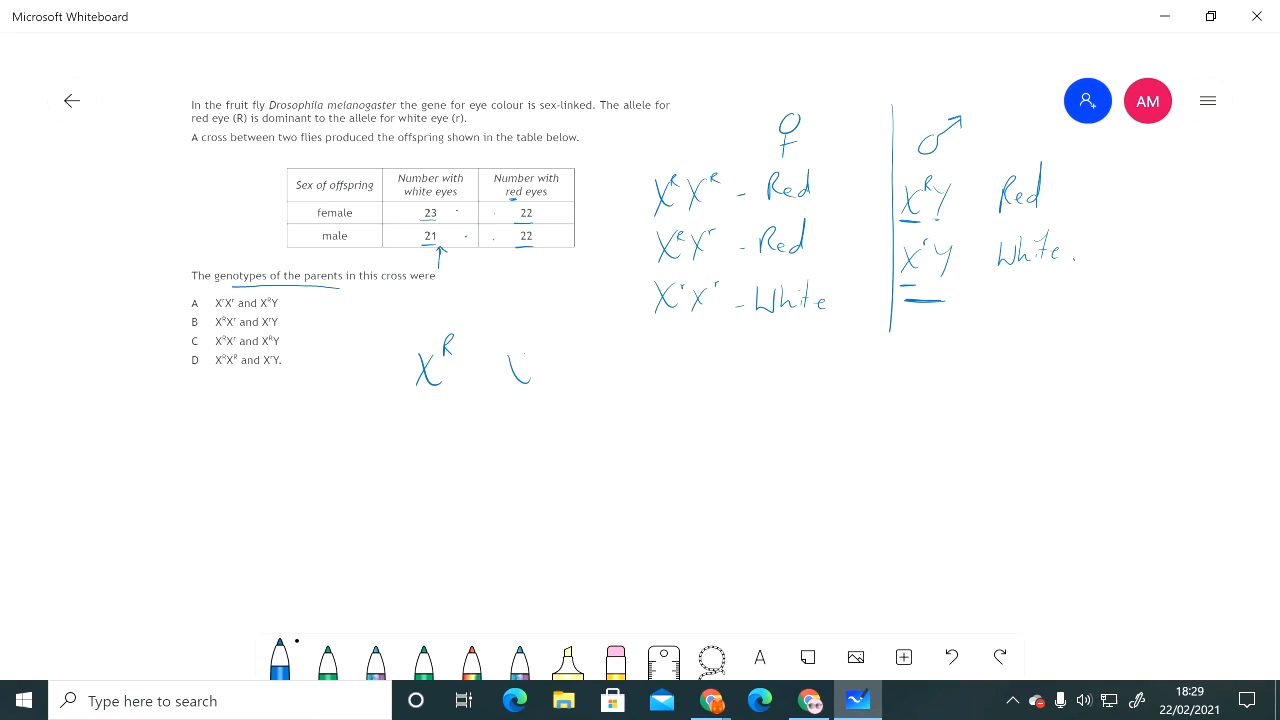 Microsoft Whiteboard
In the fruit fly Drosophila melanogaster the gene for eye colour is sex-linked. The allele for
red eye (R) is dominant to the allele for white eye (r).
A cross between two flies produced the offspring shown in the table below.
Sex of offspring
Number with
white eyes
Number with
red eyes
female 23 22
male 21 22
The genotypes of the parents in this cross were
A XʳXʳ and XᴿY
B XᴿXʳ and XʳY
C XᴿXʳ and XᴿY
D XᴿXᴿ and XʳY.
♀
XᴿXᴿ - Red
XᴿXʳ - Red
XʳXʳ - White
♂
XᴿY Red
XʳY White.
Xᴿ
AM
A
Type here to search
18:29
22/02/2021